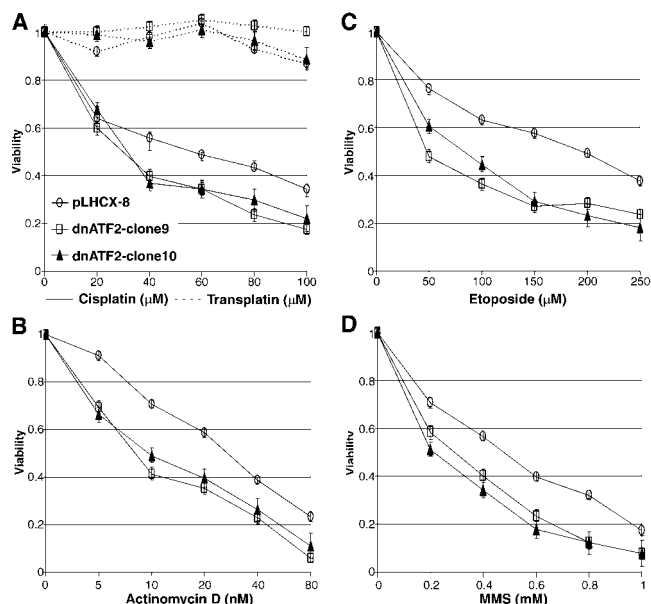 A
1
0.8
0.6
0.4
0.2
0
Viability
pLHCX-8
dnATF2-clone9
dnATF2-clone10
0 20 40 60 80 100
Cisplatin (μM) Transplatin (μM)
C
1
0.8
0.6
0.4
0.2
0
Viability
0 50 100 150 200 250
Etoposide (μM)
B
1
0.8
0.6
0.4
0.2
0
Viability
0 5 10 20 40 80
Actinomycin D (nM)
D
1
0.8
0.6
0.4
0.2
0
Viability
0 0.2 0.4 0.6 0.8 1
MMS (mM)